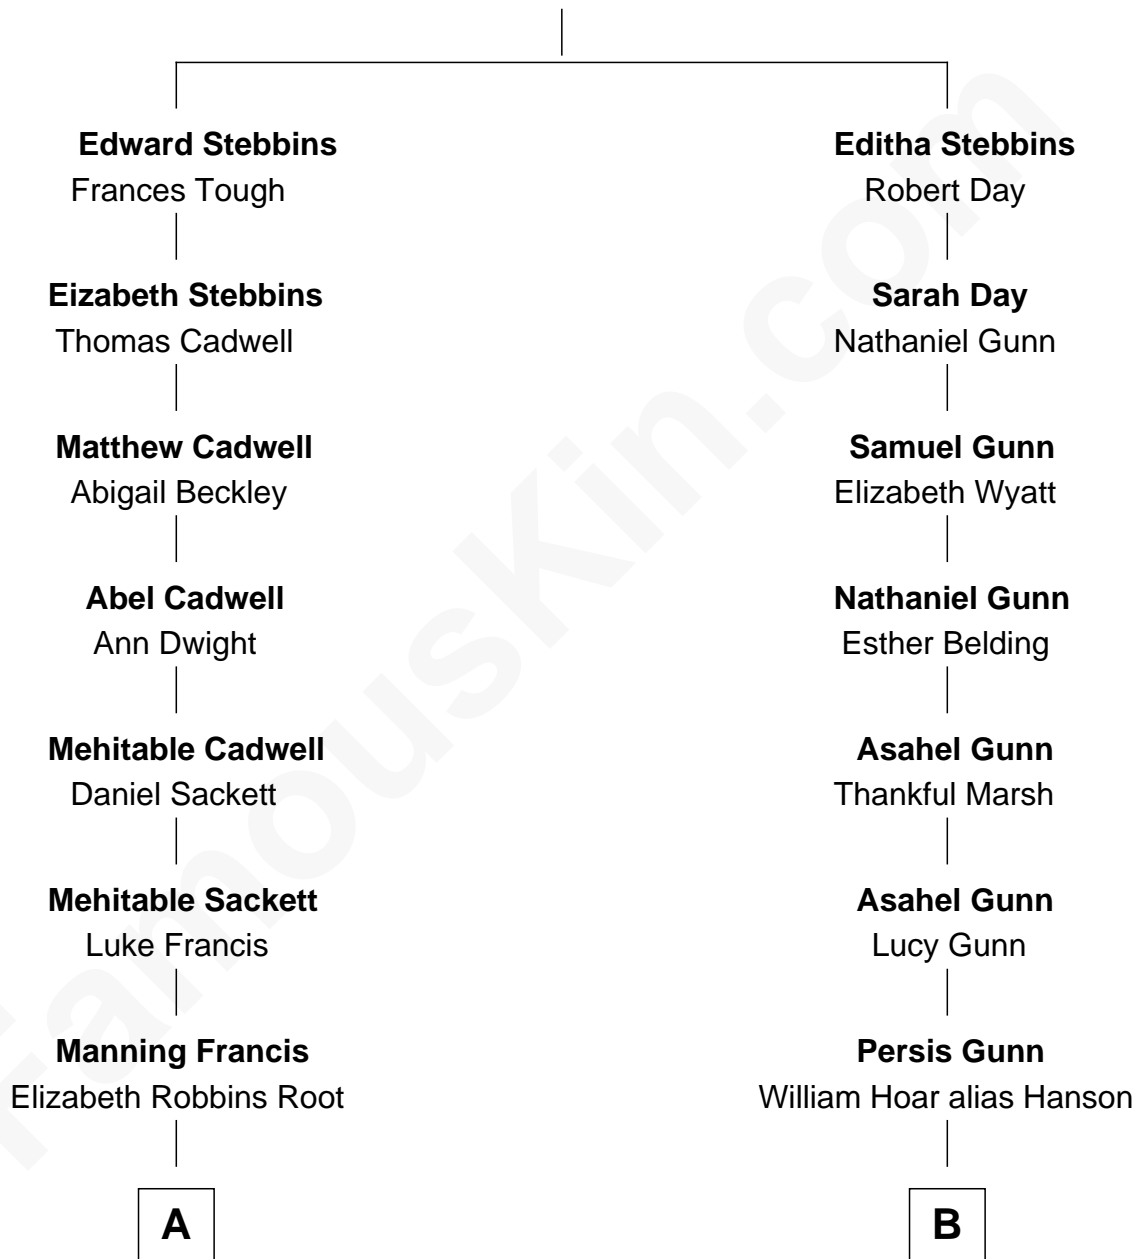 Edward Stebbins
Frances Tough
Eizabeth Stebbins
Thomas Cadwell
Matthew Cadwell
Abigail Beckley
Abel Cadwell
Ann Dwight
Mehitable Cadwell
Daniel Sackett
Mehitable Sackett
Luke Francis
Manning Francis
Elizabeth Robbins Root
A
Editha Stebbins
Robert Day
Sarah Day
Nathaniel Gunn
Samuel Gunn
Elizabeth Wyatt
Nathaniel Gunn
Esther Belding
Asahel Gunn
Thankful Marsh
Asahel Gunn
Lucy Gunn
Persis Gunn
William Hoar alias Hanson
B
FamousKin.com